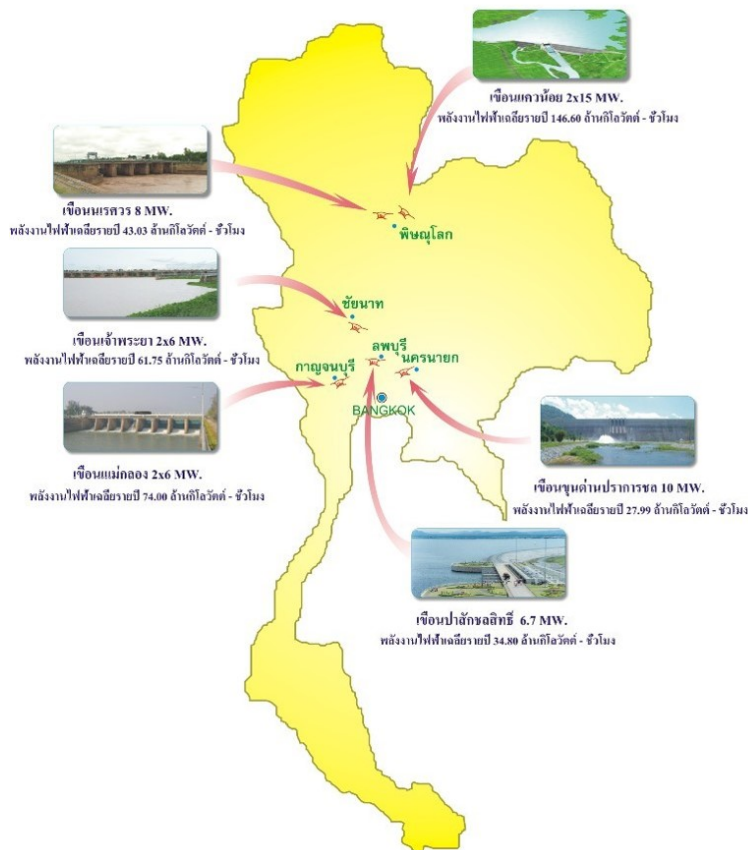 เขื่อนแควน้อย 2x15 MW.
พลังงานไฟฟ้าเฉลี่ยรายปี 146.60 ล้านกิโลวัตต์ - ชั่วโมง
เขื่อนนเรศวร 8 MW.
พลังงานไฟฟ้าเฉลี่ยรายปี 43.03 ล้านกิโลวัตต์ - ชั่วโมง
พิษณุโลก
ชัยนาท
เขื่อนเจ้าพระยา 2x6 MW.
พลังงานไฟฟ้าเฉลี่ยรายปี 61.75 ล้านกิโลวัตต์ - ชั่วโมง
ลพบุรี
นครนายก
กาญจนบุรี
BANGKOK
เขื่อนแม่กลอง 2x6 MW.
พลังงานไฟฟ้าเฉลี่ยรายปี 74.00 ล้านกิโลวัตต์ - ชั่วโมง
เขื่อนขุนด่านปราการชล 10 MW.
พลังงานไฟฟ้าเฉลี่ยรายปี 27.99 ล้านกิโลวัตต์ - ชั่วโมง
เขื่อนป่าสักชลสิทธิ์ 6.7 MW.
พลังงานไฟฟ้าเฉลี่ยรายปี 34.80 ล้านกิโลวัตต์ - ชั่วโมง